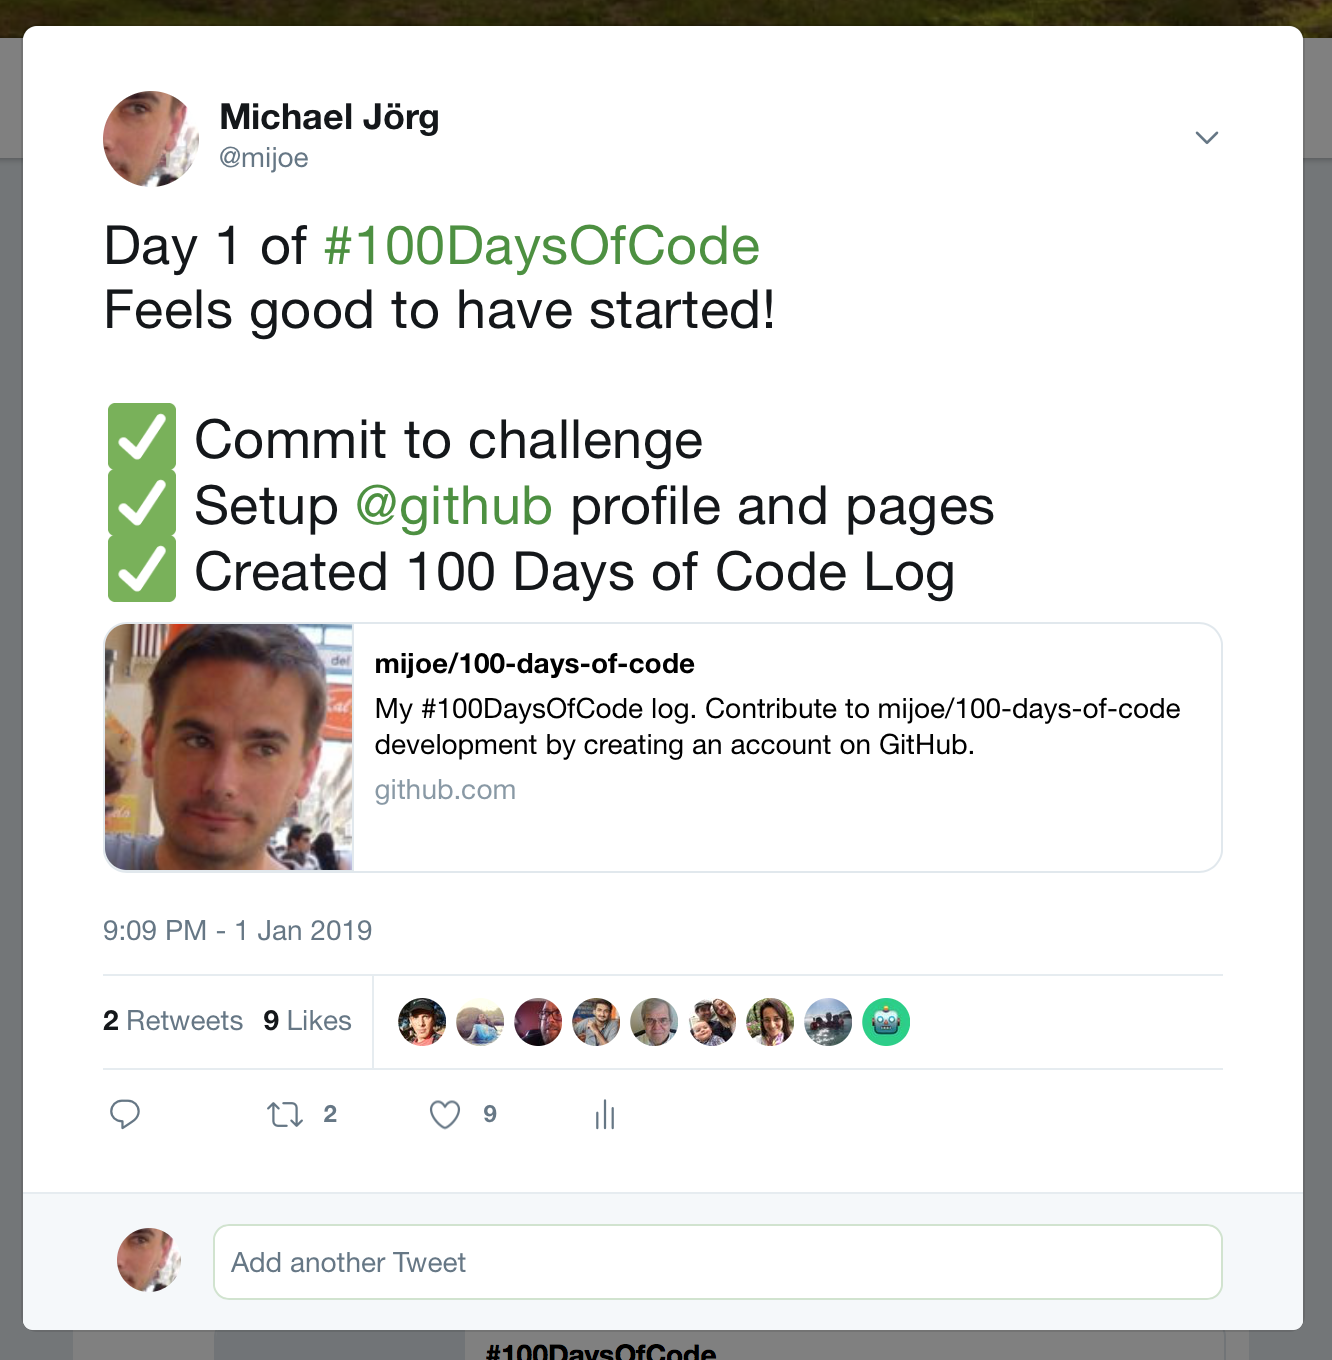 Michael Jörg
@mijoe
Day 1 of #100DaysOfCode
Feels good to have started!
✅ Commit to challenge
✅ Setup @github profile and pages
✅ Created 100 Days of Code Log
del
mijoe/100-days-of-code
My #100DaysOfCode log. Contribute to mijoe/100-days-of-code
development by creating an account on GitHub.
github.com
9:09 PM - 1 Jan 2019
2 Retweets 9 Likes
2 9
Add another Tweet
#100DaysOfCode